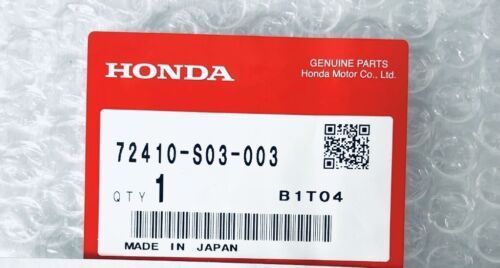 HONDA
GENUINE PARTS
Honda Motor Co., Ltd.
72410-S03-003
QTY 1 B1T04
MADE IN JAPAN